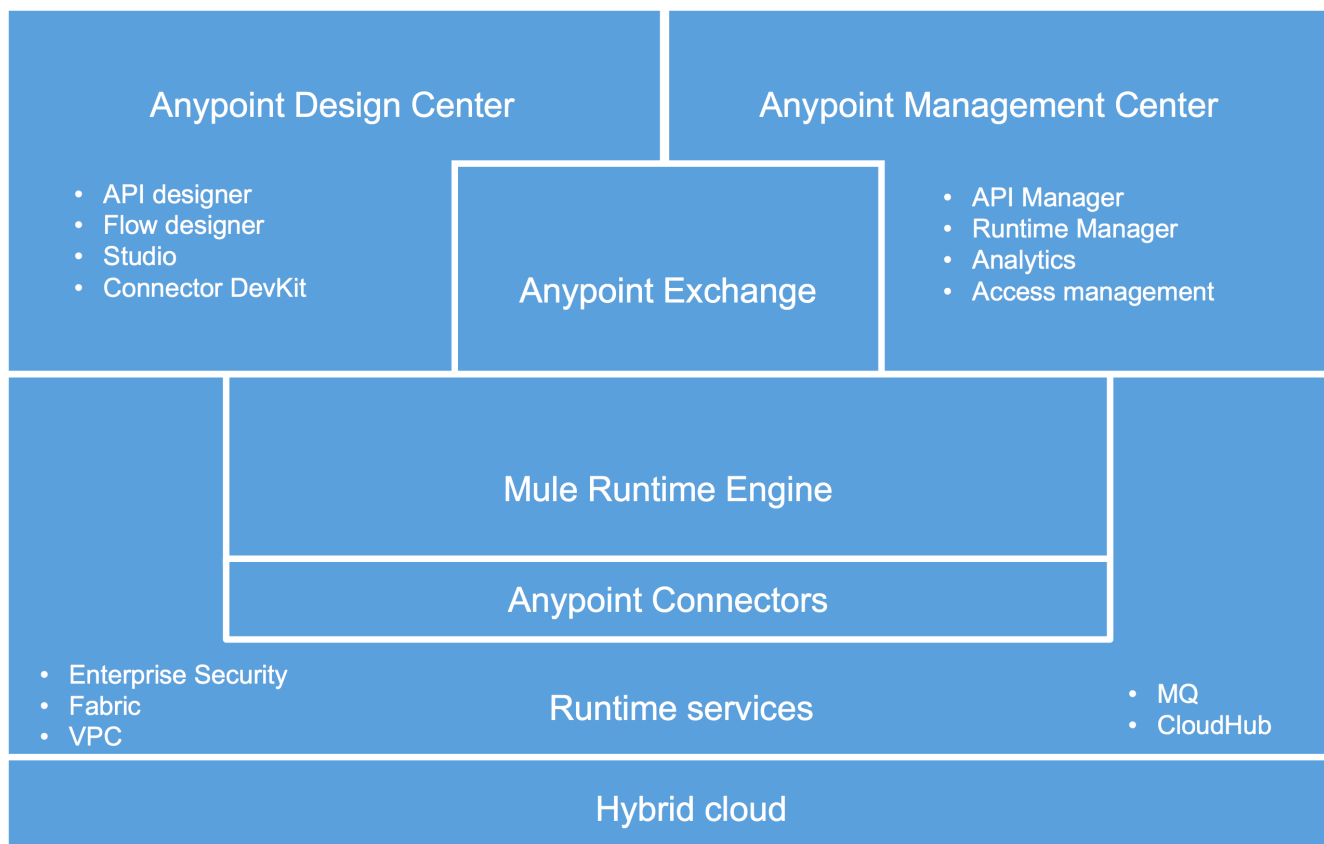 Anypoint Design Center
• API designer
• Flow designer
• Studio
• Connector DevKit
Anypoint Management Center
• API Manager
• Runtime Manager
• Analytics
• Access management
Anypoint Exchange
Mule Runtime Engine
Anypoint Connectors
• Enterprise Security
• Fabric
• VPC
Runtime services
• MQ
• CloudHub
Hybrid cloud